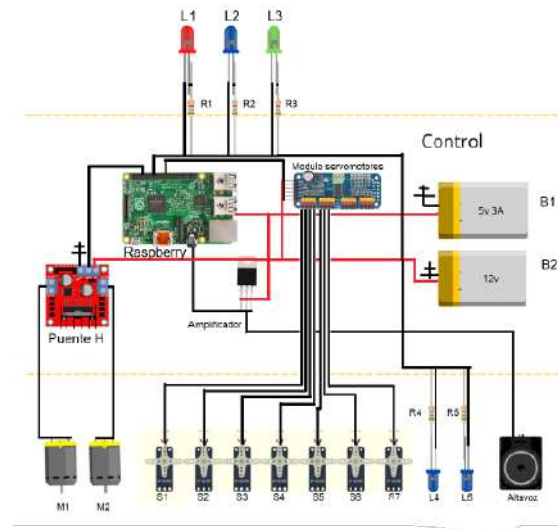 L1
L2
L3
R1
R2
R3
Control
Modulo servomotores
B1
5v 3A
Raspberry
B2
12v
Amplificador
Puente H
R4
R5
M1
M2
S1
S2
S3
S4
S5
S6
R7
L4
L5
Altavoz